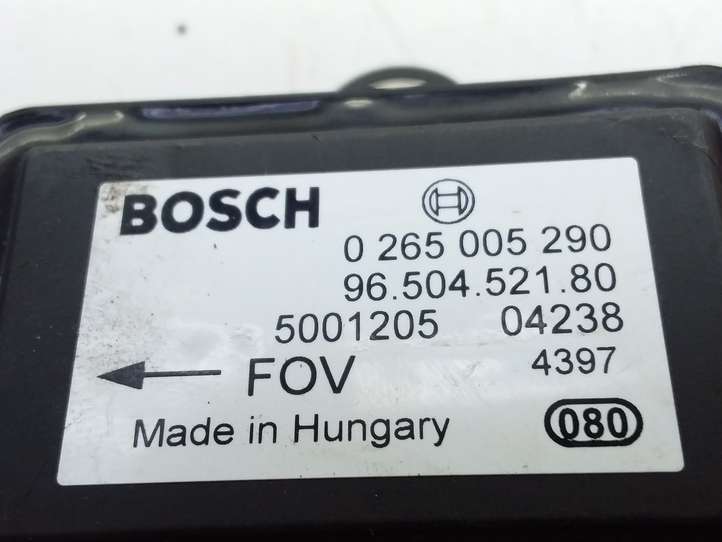 BOSCH
0 265 005 290
96.504.521.80
5001205 04238
FOV 4397
Made in Hungary 080